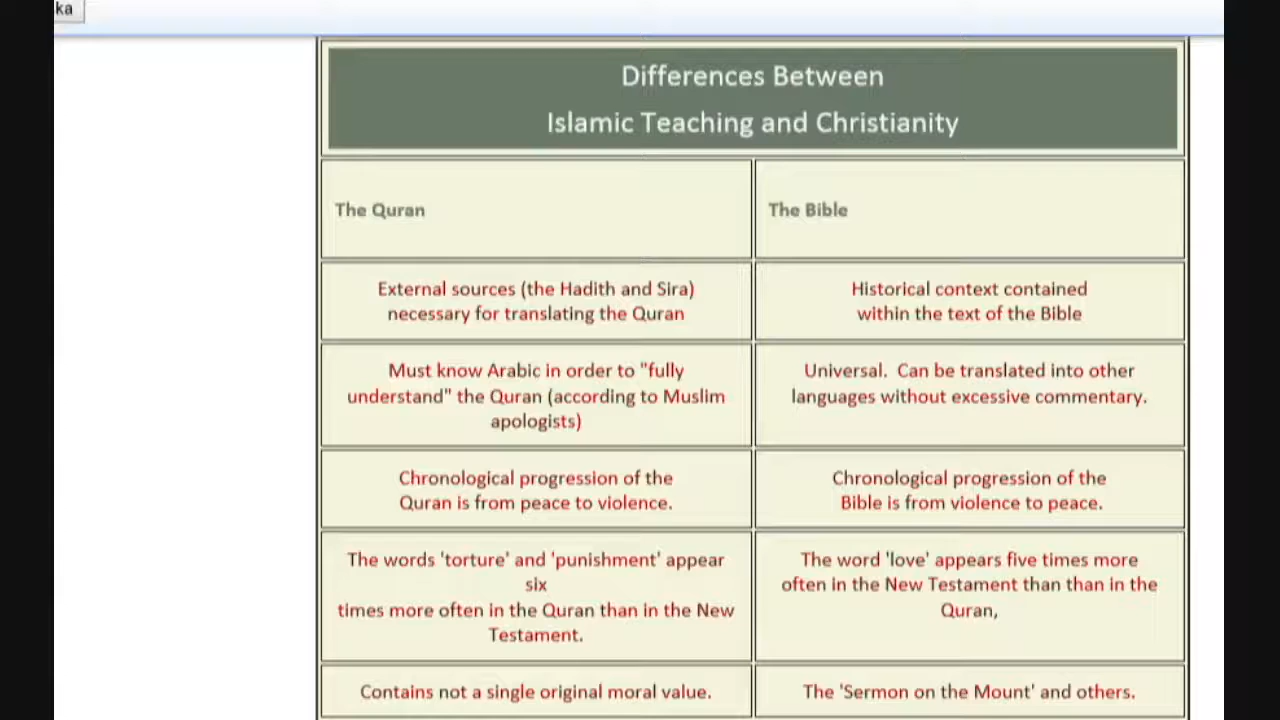 ka
Differences Between
Islamic Teaching and Christianity
The Quran
The Bible
External sources (the Hadith and Sira)
necessary for translating the Quran
Historical context contained
within the text of the Bible
Must know Arabic in order to "fully
understand" the Quran (according to Muslim
apologists)
Universal.  Can be translated into other
languages without excessive commentary.
Chronological progression of the
Quran is from peace to violence.
Chronological progression of the
Bible is from violence to peace.
The words 'torture' and 'punishment' appear
six
times more often in the Quran than in the New
Testament.
The word 'love' appears five times more
often in the New Testament than than in the
Quran,
Contains not a single original moral value.
The 'Sermon on the Mount' and others.